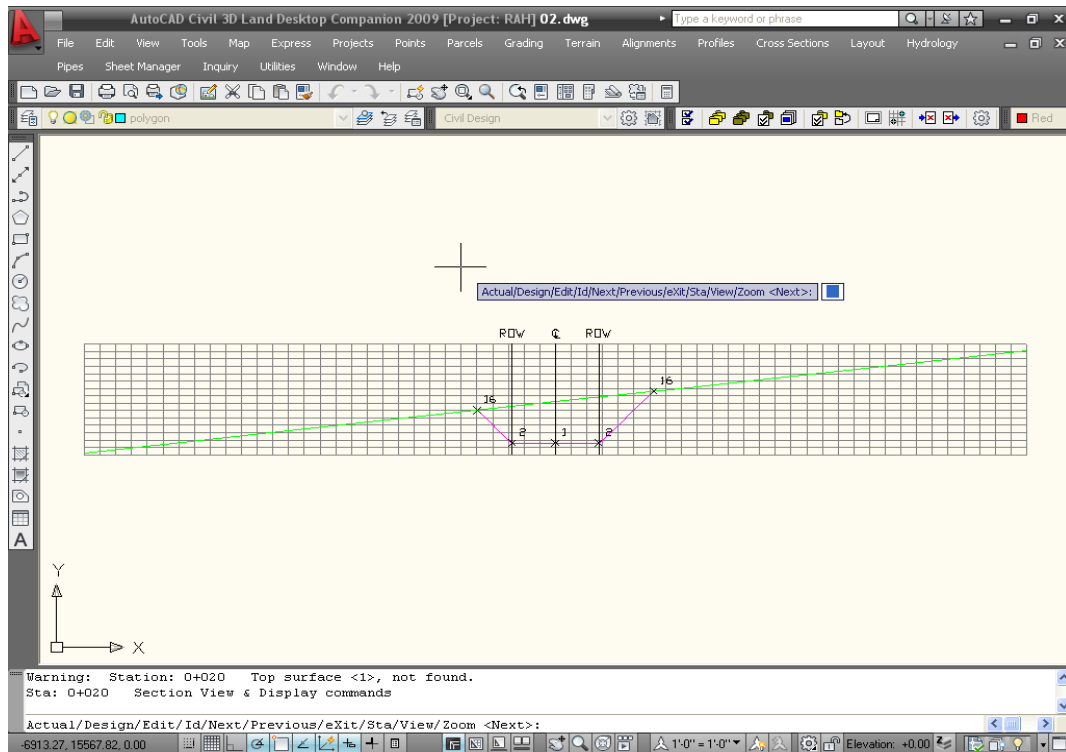 AutoCAD Civil 3D Land Desktop Companion 2009 [Project: RAH] 02.dwg
Type a keyword or phrase
File Edit View Tools Map Express Projects Points Parcels Grading Terrain Alignments Profiles Cross Sections Layout Hydrology
Pipes Sheet Manager Inquiry Utilities Window Help
polygon
Civil Design
Red
A
Actual/Design/Edit/Id/Next/Previous/eXit/Sta/View/Zoom <Next>:
ROW ℄ ROW
16
16
2 1 2
Y
X
Warning: Station: 0+020 Top surface <1>, not found.
Sta: 0+020 Section View & Display commands
Actual/Design/Edit/Id/Next/Previous/eXit/Sta/View/Zoom <Next>:
-6913.27, 15567.82, 0.00
1'-0" = 1'-0"
Elevation: +0.00